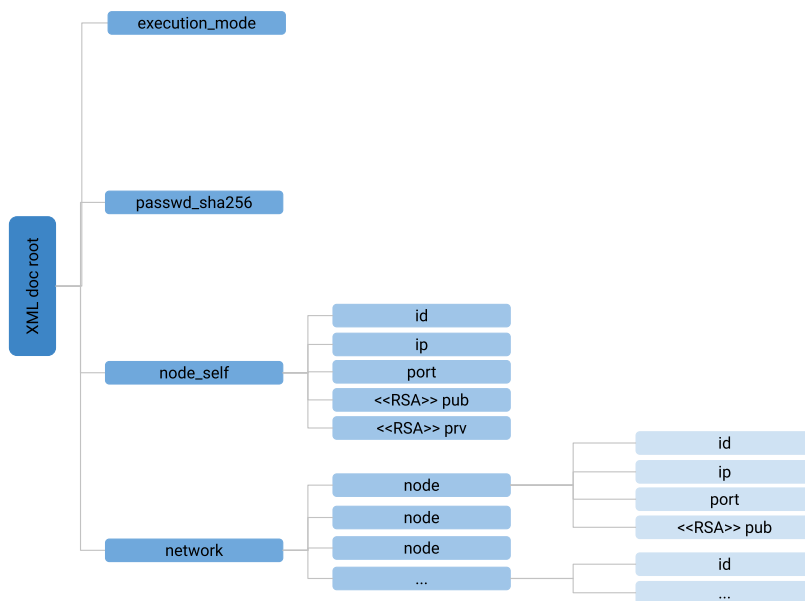 execution_mode
passwd_sha256
XML doc root
id
ip
node_self
port
<<RSA>> pub
<<RSA>> prv
id
ip
node
port
node
<<RSA>> pub
network
node
id
...
...